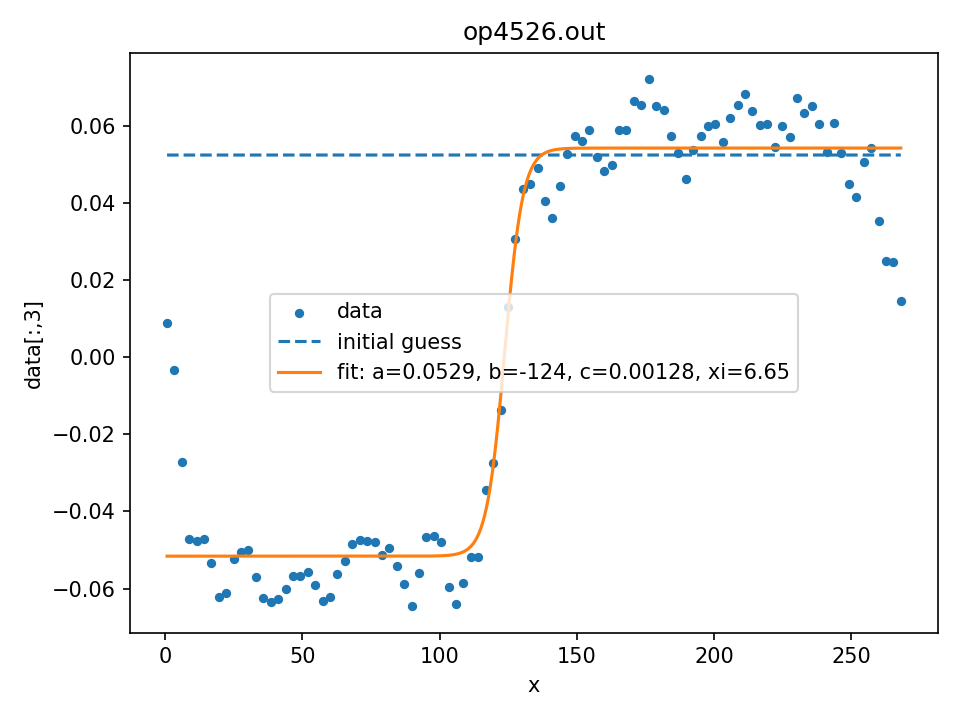 op4526.out
data[:,3]
0.06
0.04
0.02
0.00
−0.02
−0.04
−0.06
data
initial guess
fit: a=0.0529, b=-124, c=0.00128, xi=6.65
0 50 100 150 200 250
x